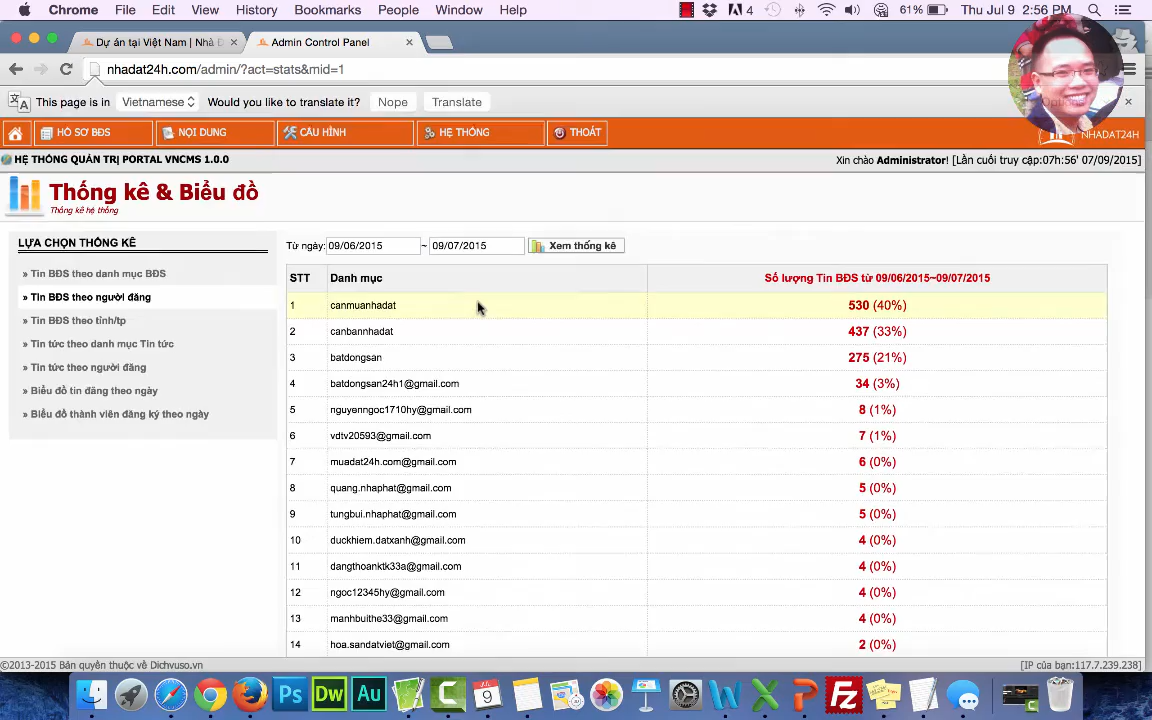 Chrome File Edit View History Bookmarks People Window Help 4 61% Thu Jul 9 2:56 PM
Dự án tại Việt Nam | Nhà Đ Admin Control Panel
nhadat24h.com/admin/?act=stats&mid=1
This page is in Vietnamese Would you like to translate it? Nope Translate
HỒ SƠ BĐS NỘI DUNG CẤU HÌNH HỆ THỐNG THOÁT NHADAT24H
HỆ THỐNG QUẢN TRỊ PORTAL VNCMS 1.0.0 Xin chào Administrator! [Lần cuối truy cập:07h:56' 07/09/2015]
Thống kê & Biểu đồ
Thống kê hệ thống
LỰA CHỌN THỐNG KÊ
» Tin BĐS theo danh mục BĐS
» Tin BĐS theo người đăng
» Tin BĐS theo tỉnh/tp
» Tin tức theo danh mục Tin tức
» Tin tức theo người đăng
» Biểu đồ tin đăng theo ngày
» Biểu đồ thành viên đăng ký theo ngày
Từ ngày: 09/06/2015 ~ 09/07/2015 Xem thống kê
STT Danh mục Số lượng Tin BĐS từ 09/06/2015~09/07/2015
1 canmuanhadat 530 (40%)
2 canbannhadat 437 (33%)
3 batdongsan 275 (21%)
4 batdongsan24h1@gmail.com 34 (3%)
5 nguyenngoc1710hy@gmail.com 8 (1%)
6 vdtv20593@gmail.com 7 (1%)
7 muadat24h.com@gmail.com 6 (0%)
8 quang.nhaphat@gmail.com 5 (0%)
9 tungbui.nhaphat@gmail.com 5 (0%)
10 duckhiem.datxanh@gmail.com 4 (0%)
11 dangthoanktk33a@gmail.com 4 (0%)
12 ngoc12345hy@gmail.com 4 (0%)
13 manhbuithe33@gmail.com 4 (0%)
14 hoa.sandatviet@gmail.com 2 (0%)
©2013-2015 Bản quyền thuộc về Dichvuso.vn [IP của bạn:117.7.239.238]
Ps Dw Au 9